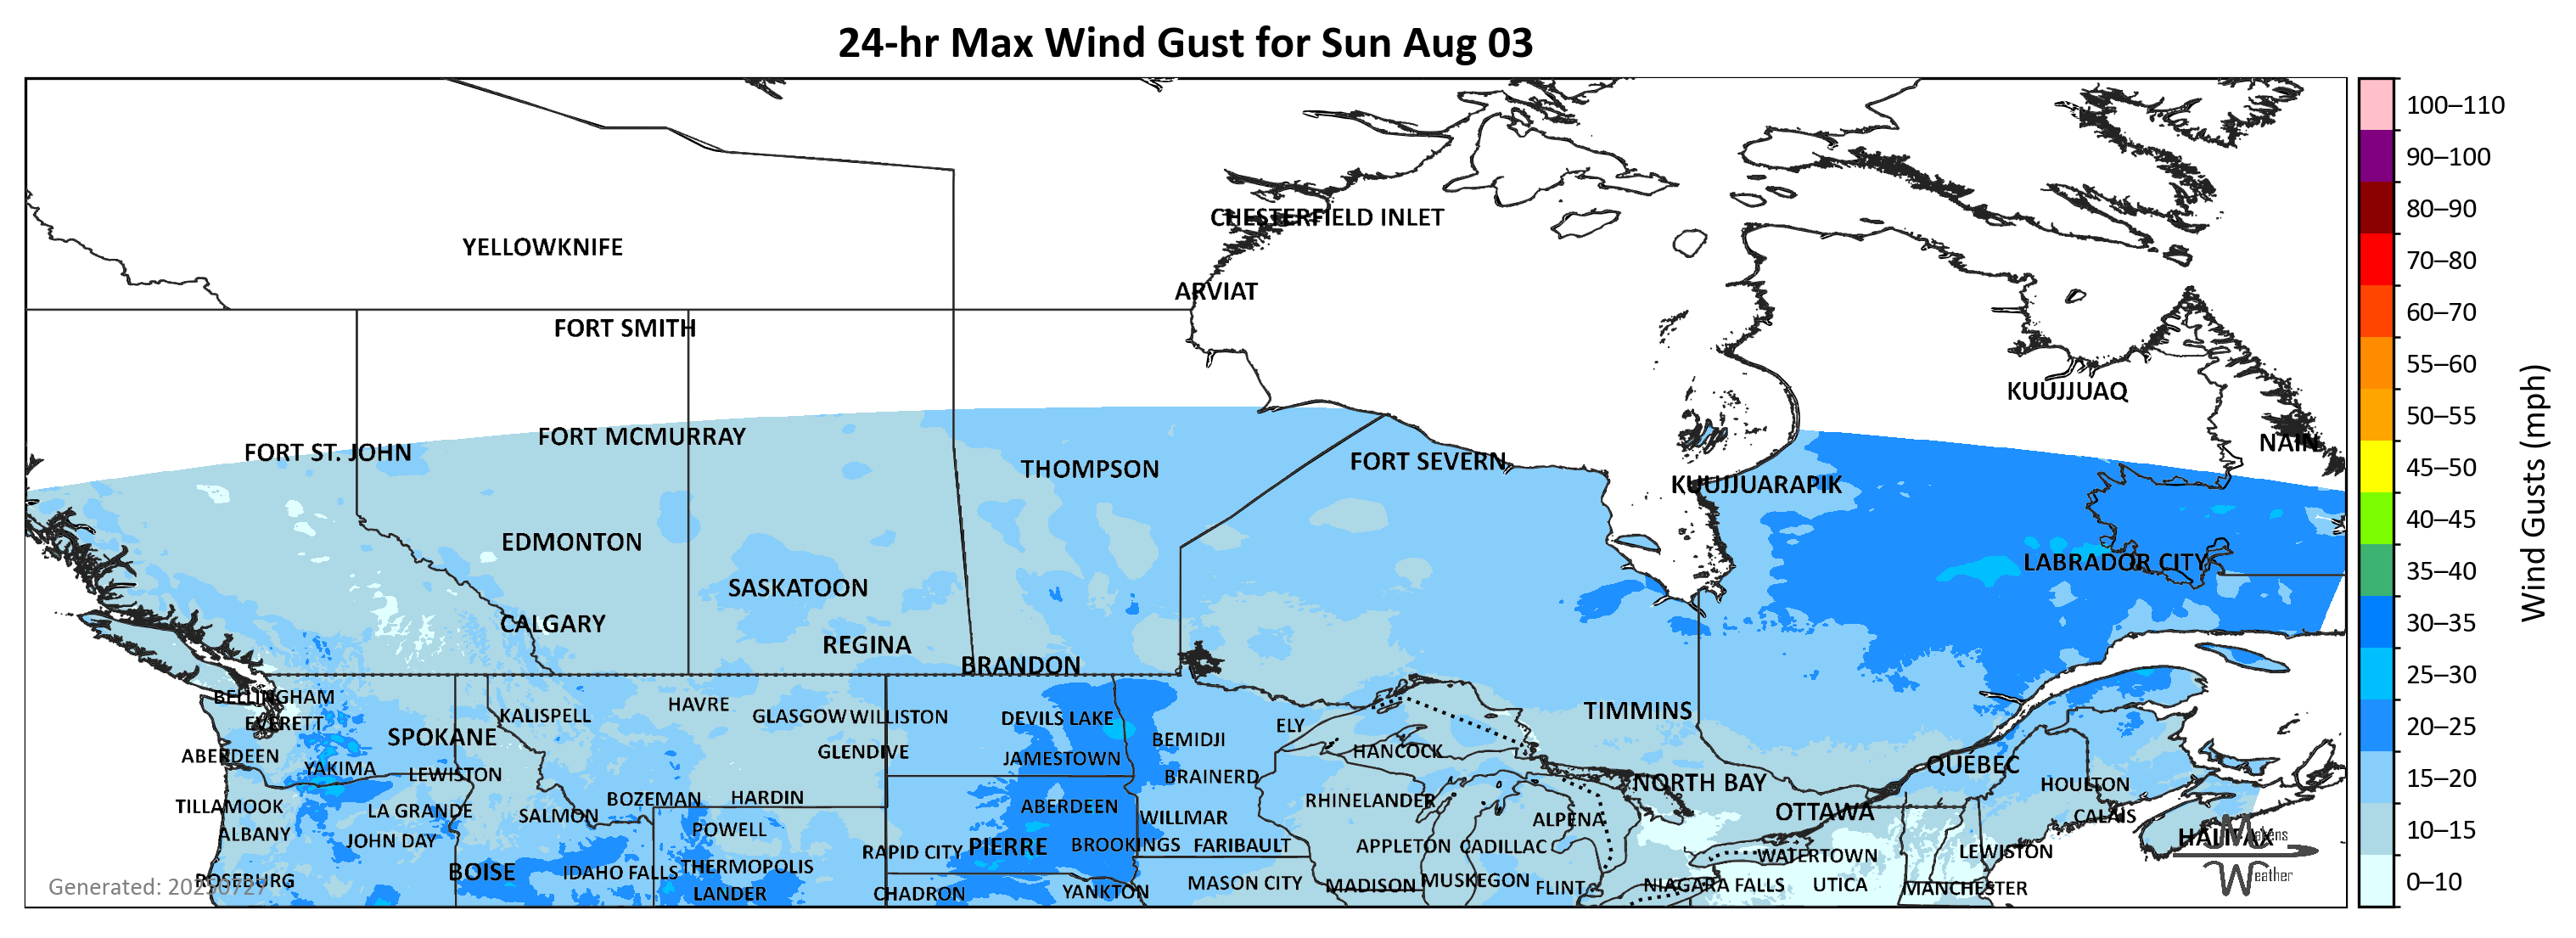 24-hr Max Wind Gust for Sun Aug 03
100–110
90–100
80–90
70–80
60–70
55–60
50–55
45–50
40–45
35–40
30–35
25–30
20–25
15–20
10–15
0–10
Wind Gusts (mph)
CHESTERFIELD INLET
YELLOWKNIFE
ARVIAT
FORT SMITH
KUUJJUAQ
FORT MCMURRAY
NAIN
FORT ST. JOHN
FORT SEVERN
THOMPSON
KUUJJUARAPIK
EDMONTON
LABRADOR CITY
SASKATOON
CALGARY
REGINA
BRANDON
BELLINGHAM
HAVRE
TIMMINS
KALISPELL
GLASGOW
WILLISTON
DEVILS LAKE
EVERETT
ELY
SPOKANE
BEMIDJI
GLENDIVE
HANCOCK
ABERDEEN
JAMESTOWN
QUEBEC
YAKIMA
LEWISTON
BRAINERD
NORTH BAY
HOULTON
BOZEMAN
HARDIN
RHINELANDER
TILLAMOOK
ABERDEEN
LA GRANDE
SALMON
WILLMAR
OTTAWA
CALAIS
ALPENA
POWELL
ALBANY
HALIFAX
Makens
JOHN DAY
PIERRE
BROOKINGS
FARIBAULT
APPLETON
CADILLAC
RAPID CITY
LEWISTON
WATERTOWN
THERMOPOLIS
BOISE
IDAHO FALLS
Weather
ROSEBURG
MUSKEGON
MASON CITY
MADISON
NIAGARA FALLS
UTICA
FLINT
MANCHESTER
LANDER
CHADRON
YANKTON